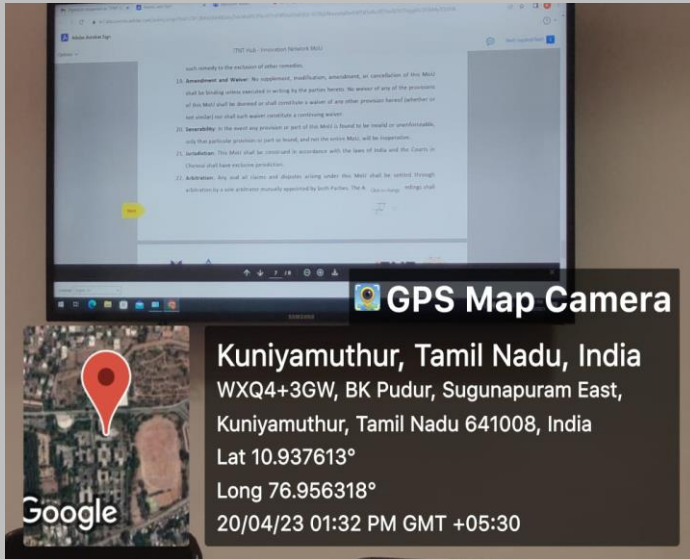 Adobe Acrobat Sign
Options
iTNT Hub - Innovation Network MoU
Next required field
such remedy to the exclusion of other remedies.
19. Amendment and Waiver: No supplement, modification, amendment, or cancellation of this MoU
shall be binding unless executed in writing by the parties hereto. No waiver of any of the provisions
of this MoU shall be deemed or shall constitute a waiver of any other provision hereof (whether or
not similar) nor shall such waiver constitute a continuing waiver.
20. Severability: In the event any provision or part of this MoU is found to be invalid or unenforceable,
only that particular provision or part so found, and not the entire MoU, will be inoperative.
21. Jurisdiction: This MoU shall be construed in accordance with the laws of India and the Courts in
Chennai shall have exclusive jurisdiction.
22. Arbitration: Any and all claims and disputes arising under this MoU shall be settled through
arbitration by a sole arbitrator mutually appointed by both Parties. The Click to change edings shall
Next
7 / 8
Language
SAMSUNG
GPS Map Camera
Kuniyamuthur, Tamil Nadu, India
WXQ4+3GW, BK Pudur, Sugunapuram East,
Kuniyamuthur, Tamil Nadu 641008, India
Lat 10.937613°
Long 76.956318°
20/04/23 01:32 PM GMT +05:30
Google